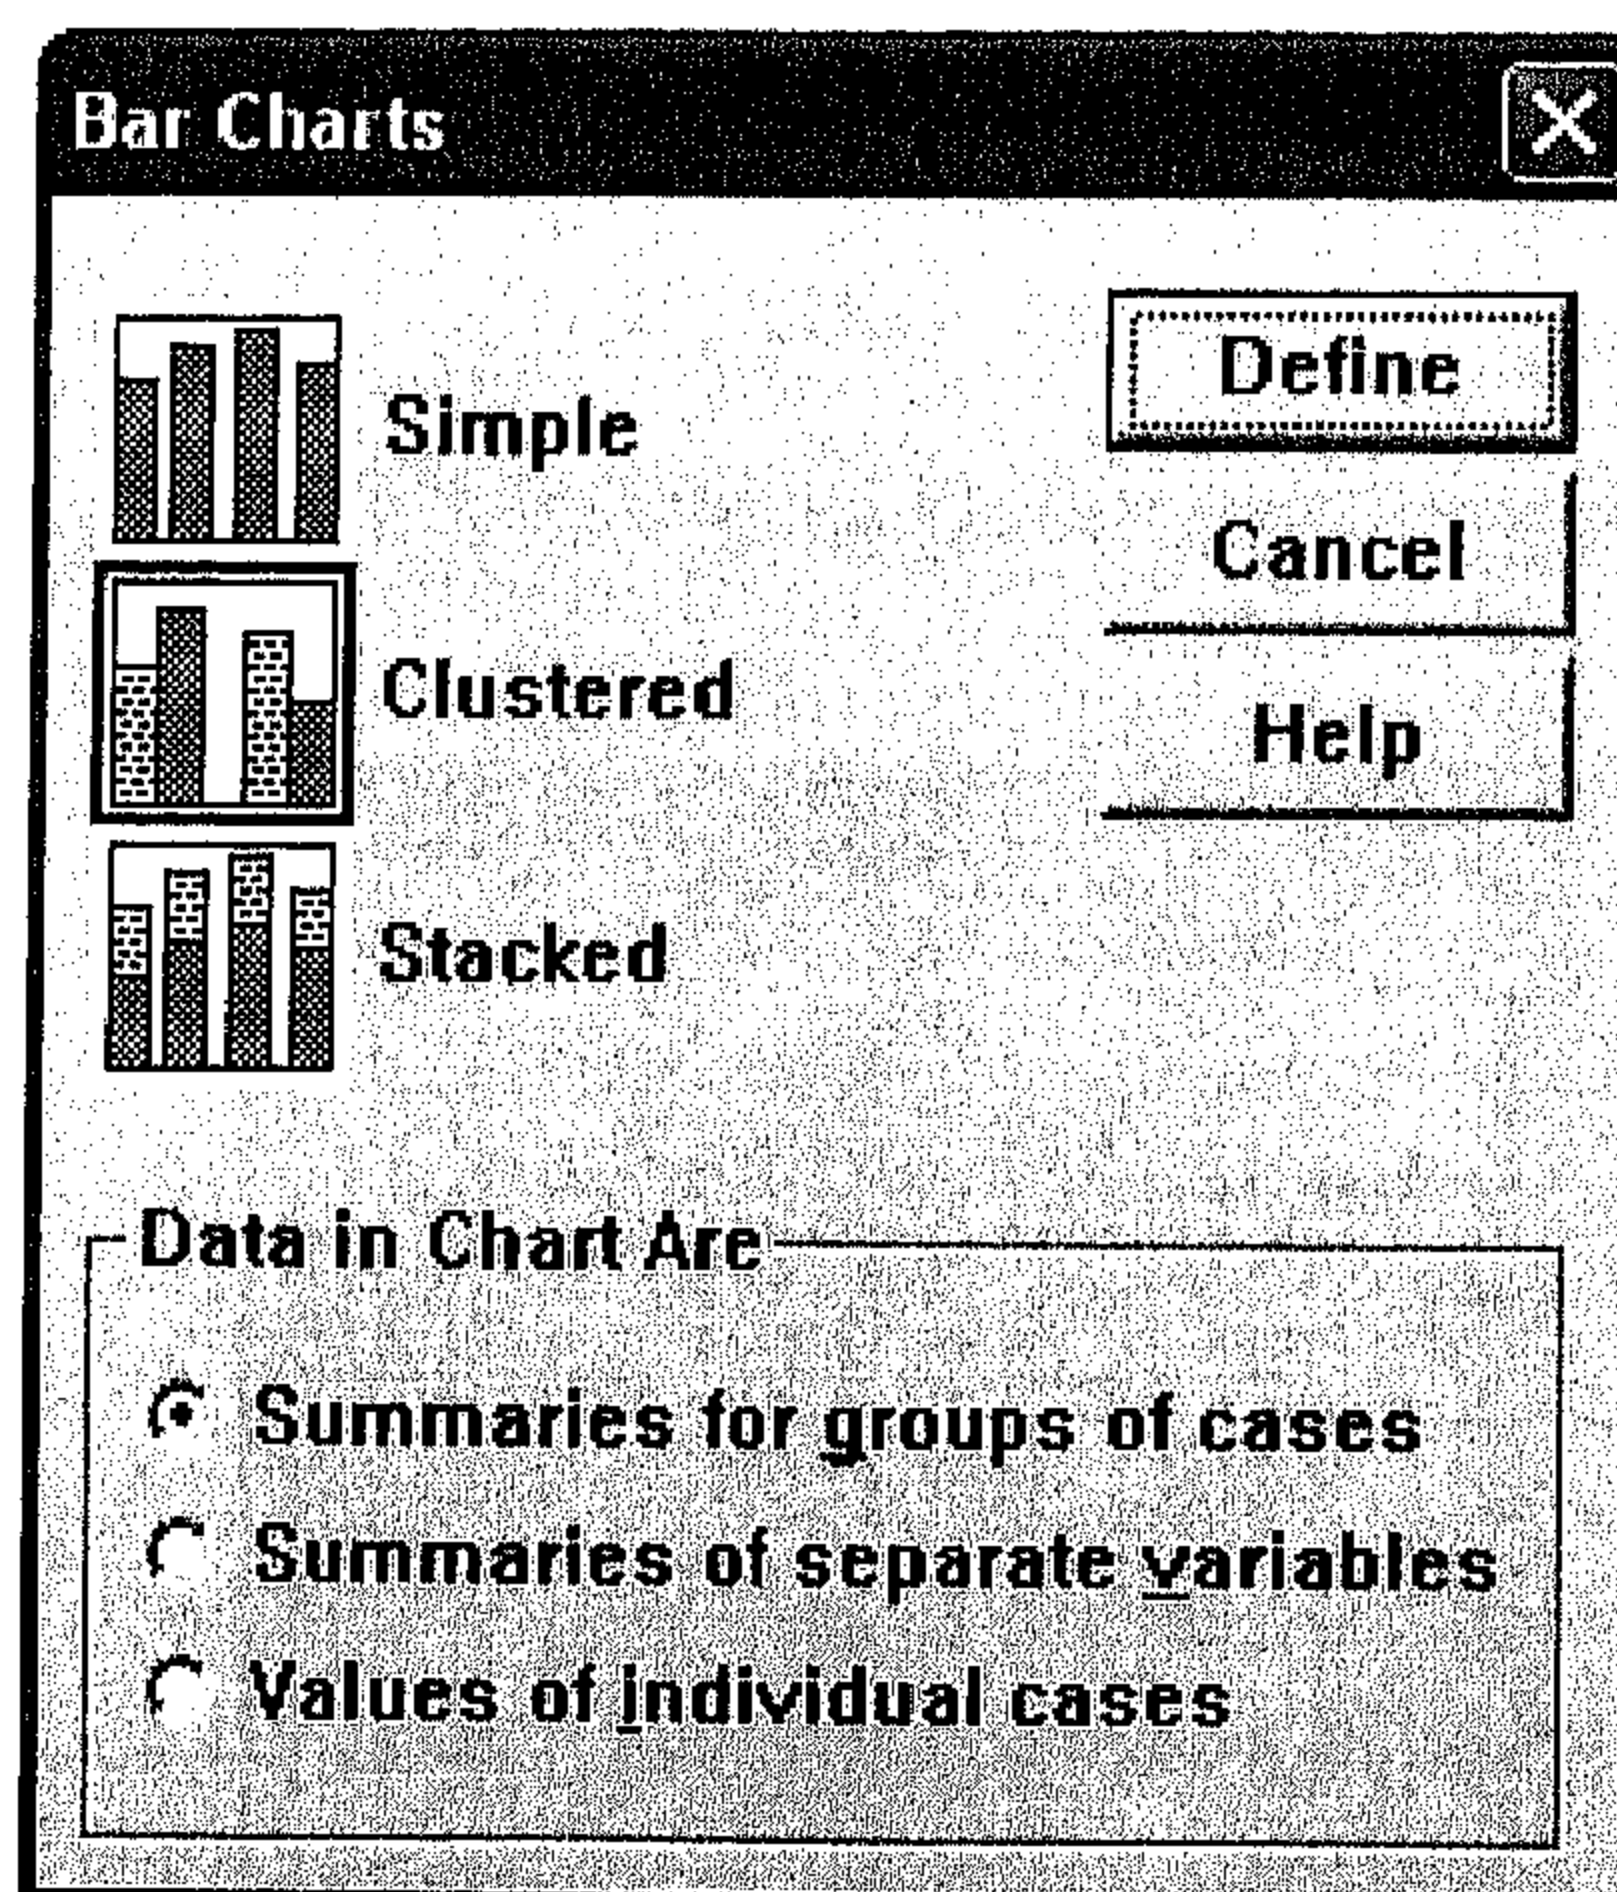 Bar Charts
Simple
Clustered
Stacked
Define
Cancel
Help
Data in Chart Are
Summaries for groups of cases
Summaries of separate variables
Values of individual cases